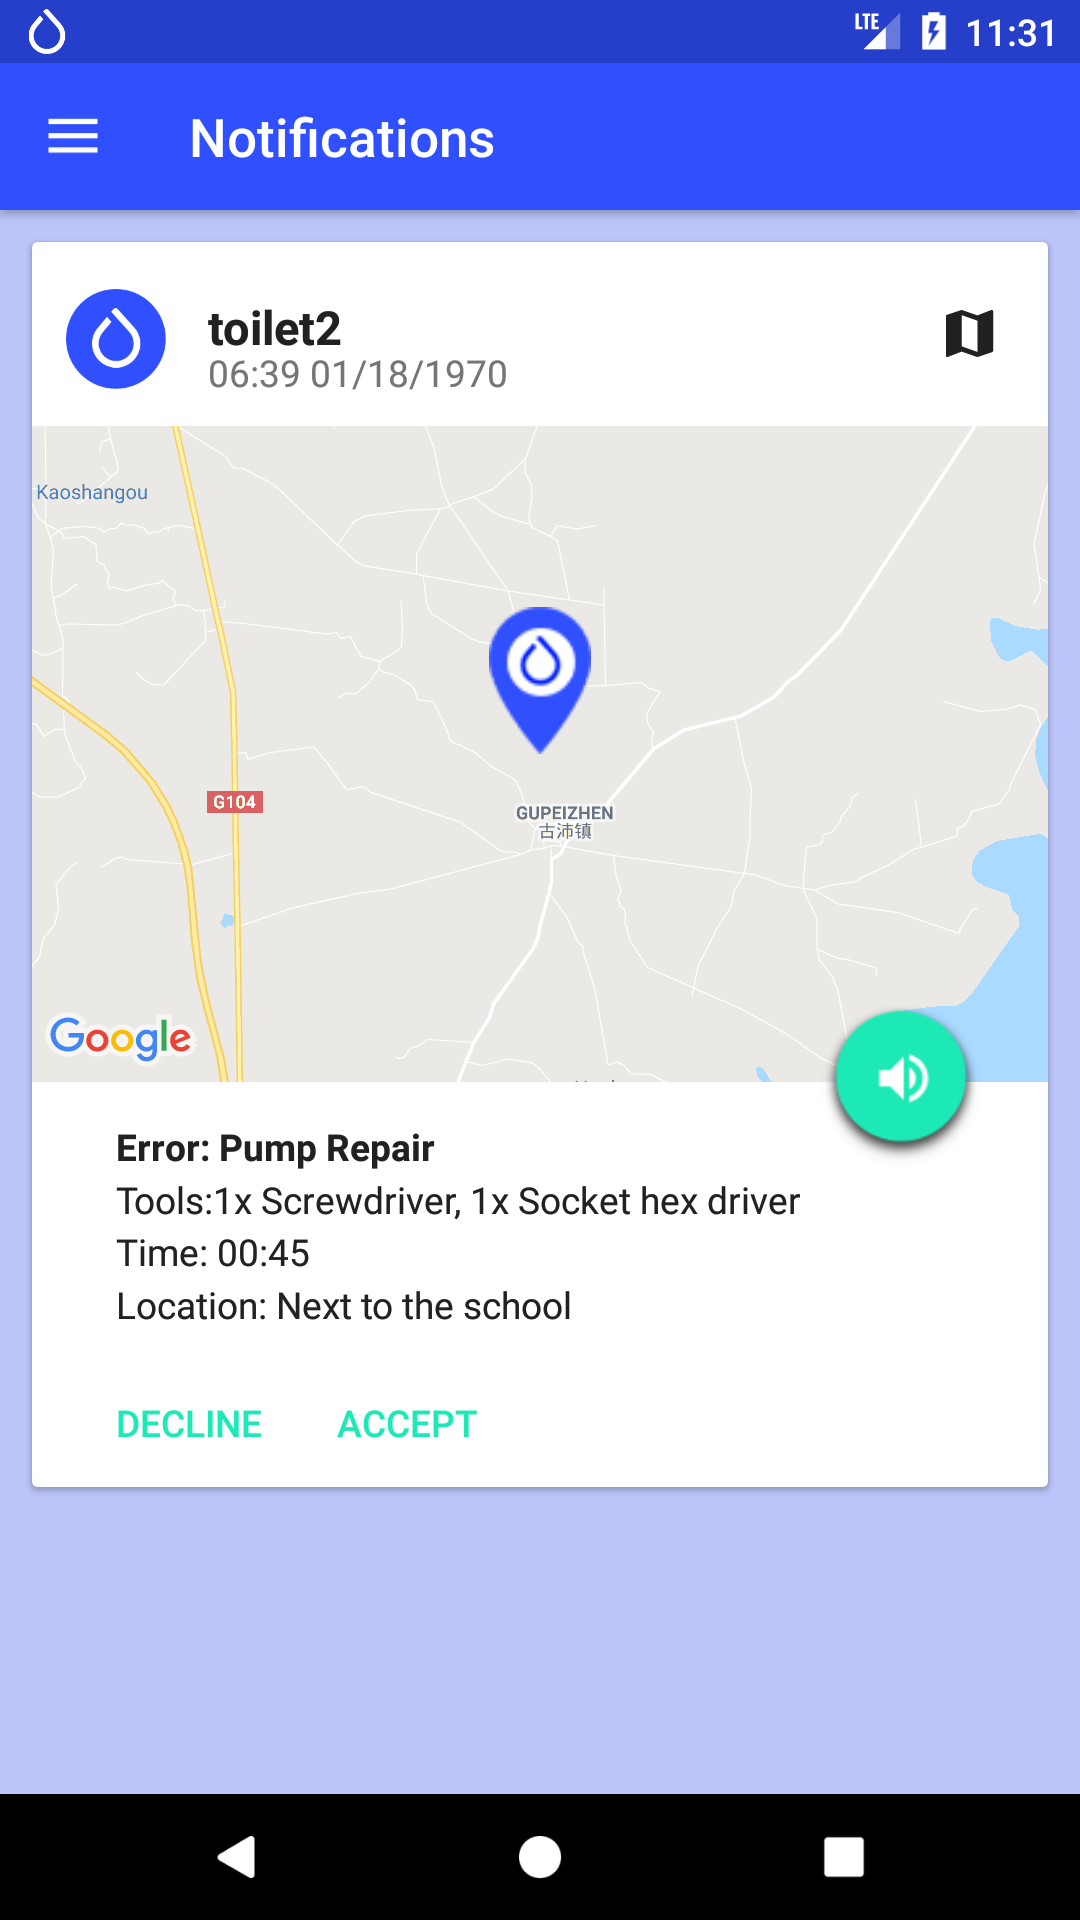 LTE 11:31
Notifications
toilet2
06:39 01/18/1970
Kaoshangou
G104
GUPEIZHEN
古沛镇
Google
Error: Pump Repair
Tools:1x Screwdriver, 1x Socket hex driver
Time: 00:45
Location: Next to the school
DECLINE ACCEPT